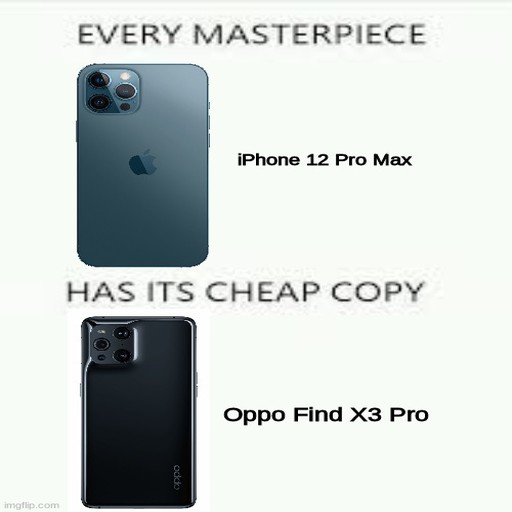 EVERY MASTERPIECE
iPhone 12 Pro Max
HAS ITS CHEAP COPY
Oppo Find X3 Pro
oppo
imgflip.com